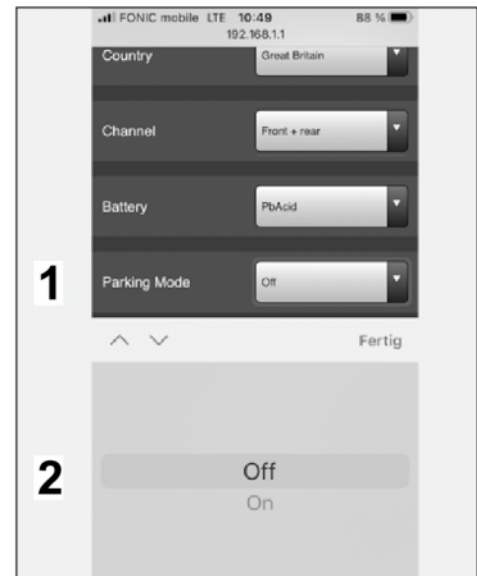 FONIC mobile LTE 10:49 88 %
192.168.1.1
Country Great Britain
Channel Front + rear
Battery PbAcid
1 Parking Mode Off
Fertig
2 Off
On